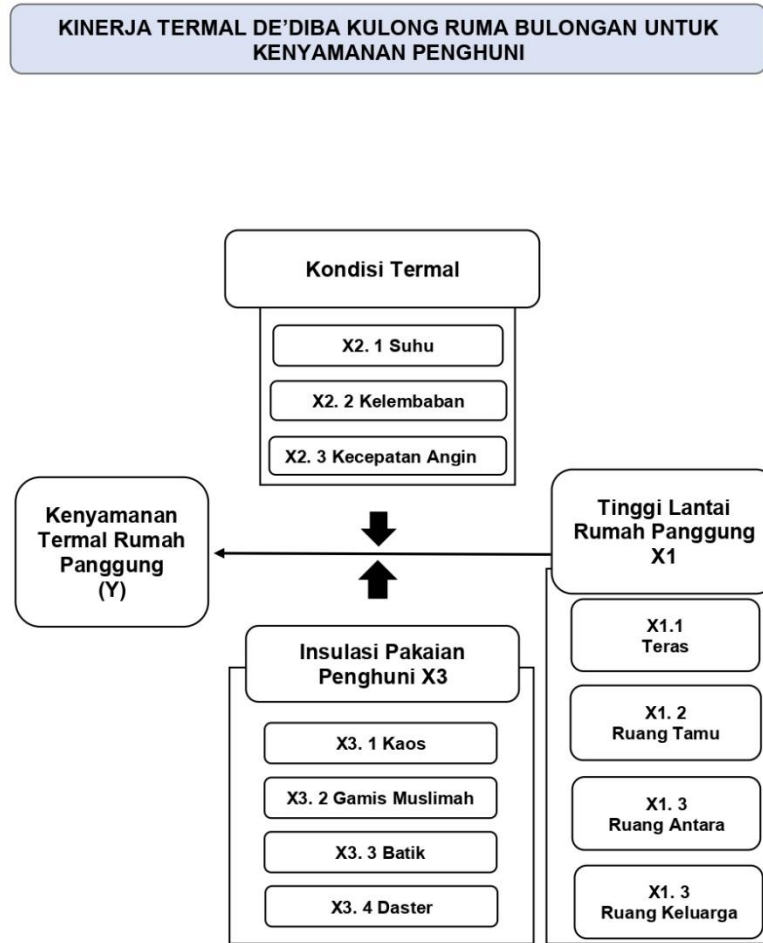 KINERJA TERMAL DE’DIBA KULONG RUMA BULONGAN UNTUK
KENYAMANAN PENGHUNI
Kondisi Termal
X2. 1 Suhu
X2. 2 Kelembaban
X2. 3 Kecepatan Angin
Kenyamanan
Termal Rumah
Panggung
(Y)
Tinggi Lantai
Rumah Panggung
X1
X1.1
Teras
X1. 2
Ruang Tamu
X1. 3
Ruang Antara
X1. 3
Ruang Keluarga
Insulasi Pakaian
Penghuni X3
X3. 1 Kaos
X3. 2 Gamis Muslimah
X3. 3 Batik
X3. 4 Daster